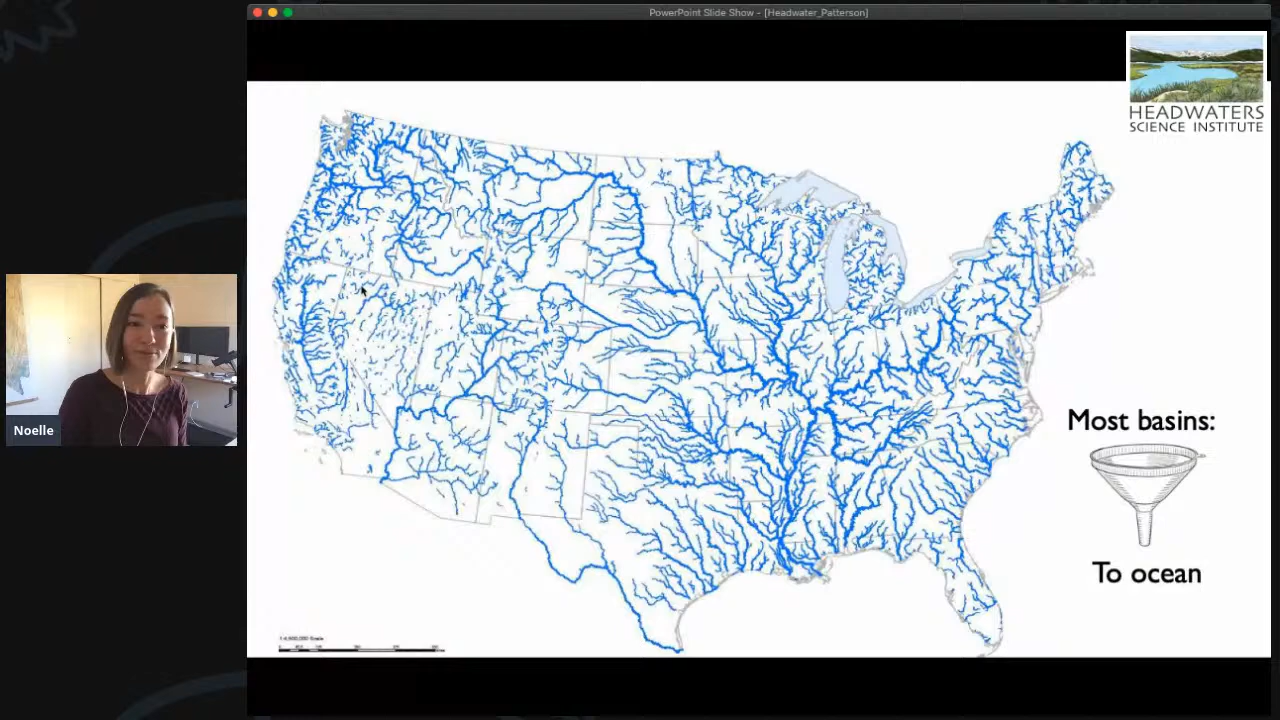 PowerPoint Slide Show - [Headwater_Patterson]
HEADWATERS
SCIENCE INSTITUTE
Noelle
Most basins:
To ocean